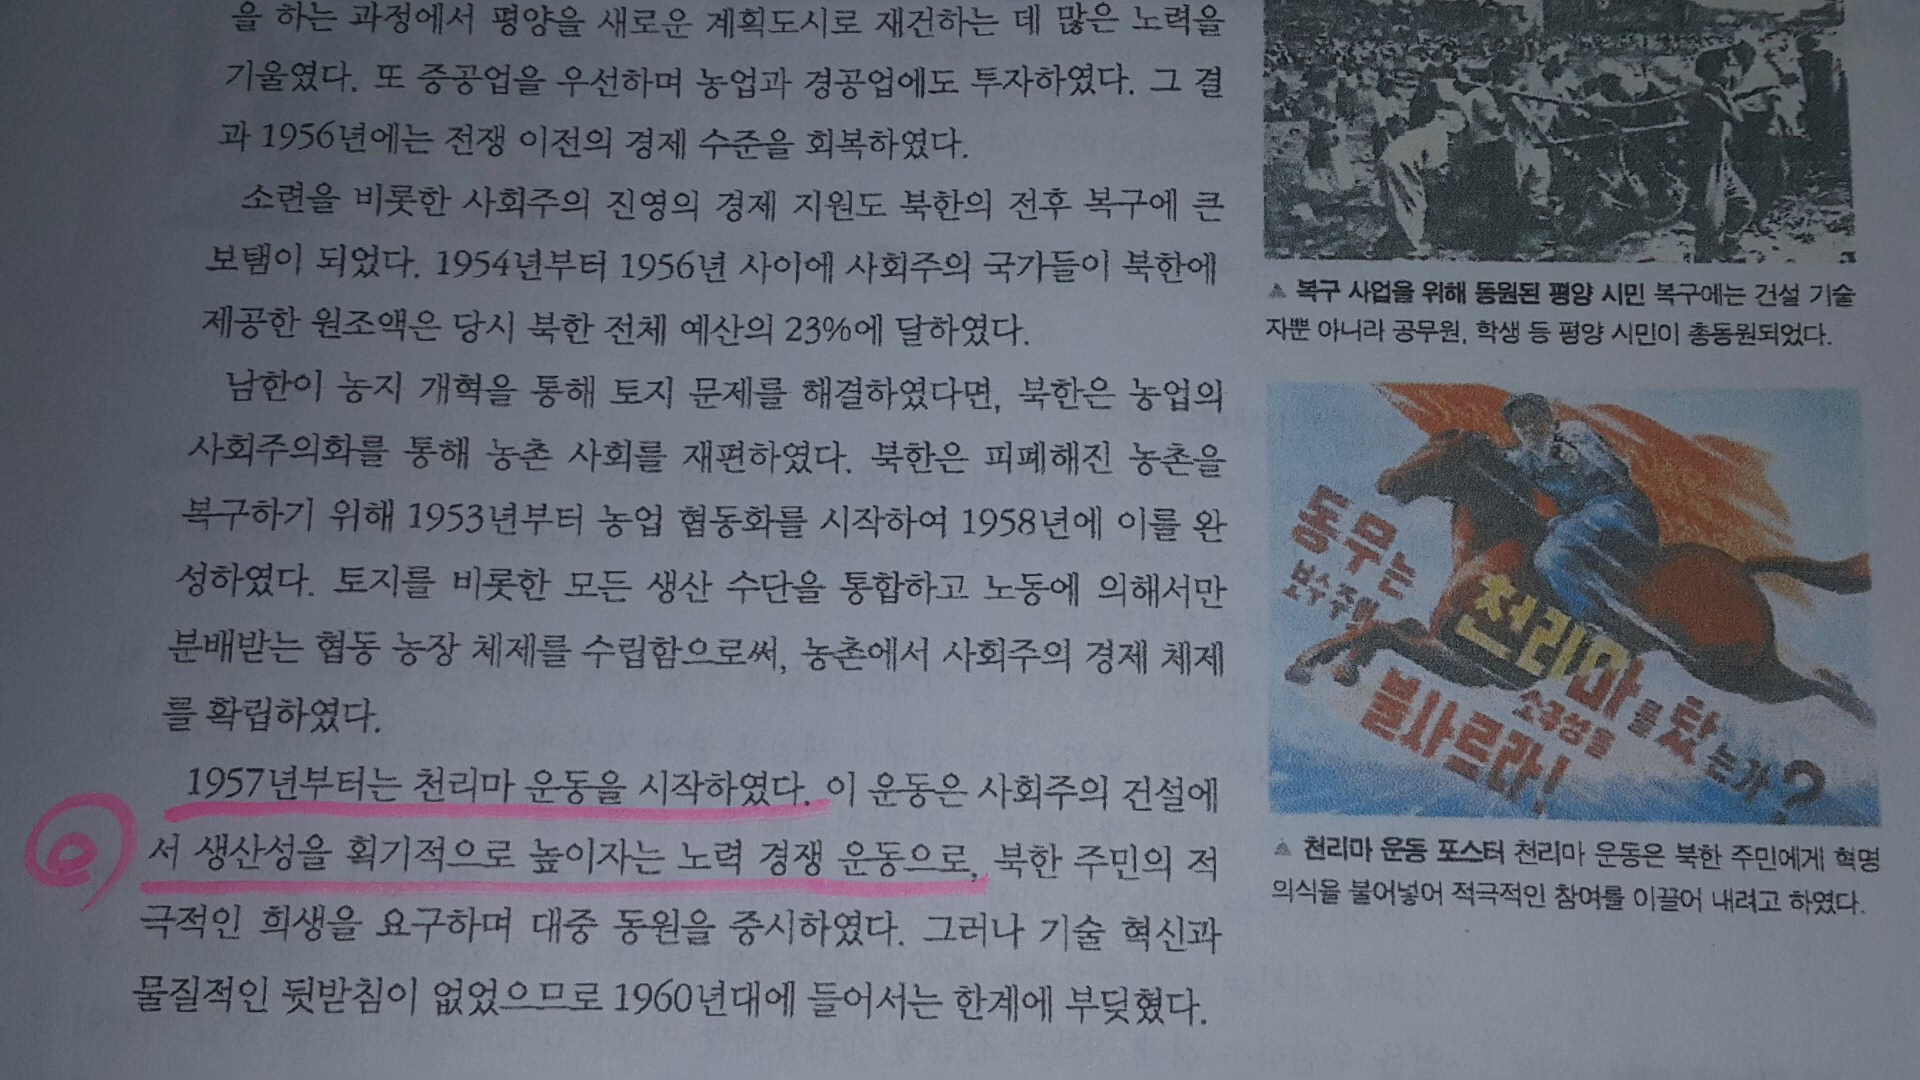 을 하는 과정에서 평양을 새로운 계획도시로 재건하는 데 많은 노력을
기울였다. 또 중공업을 우선하며 농업과 경공업에도 투자하였다. 그 결
과 1956년에는 전쟁 이전의 경제 수준을 회복하였다.
소련을 비롯한 사회주의 진영의 경제 지원도 북한의 전후 복구에 큰
보탬이 되었다. 1954년부터 1956년 사이에 사회주의 국가들이 북한에
제공한 원조액은 당시 북한 전체 예산의 23%에 달하였다.
남한이 농지 개혁을 통해 토지 문제를 해결하였다면, 북한은 농업의
사회주의화를 통해 농촌 사회를 재편하였다. 북한은 피폐해진 농촌을
복구하기 위해 1953년부터 농업 협동화를 시작하여 1958년에 이를 완
성하였다. 토지를 비롯한 모든 생산 수단을 통합하고 노동에 의해서만
분배받는 협동 농장 체제를 수립함으로써, 농촌에서 사회주의 경제 체제
를 확립하였다.
1957년부터는 천리마 운동을 시작하였다. 이 운동은 사회주의 건설에
서 생산성을 획기적으로 높이자는 노력 경쟁 운동으로, 북한 주민의 적
극적인 희생을 요구하며 대중 동원을 중시하였다. 그러나 기술 혁신과
물질적인 뒷받침이 없었으므로 1960년대에 들어서는 한계에 부딪혔다.
▲ 복구 사업을 위해 동원된 평양 시민 복구에는 건설 기술
자뿐 아니라 공무원, 학생 등 평양 시민이 총동원되었다.
동무는
천리마를 탔는가?
보수주의
소극성을
불사르라!
▲ 천리마 운동 포스터 천리마 운동은 북한 주민에게 혁명
의식을 불어넣어 적극적인 참여를 이끌어 내려고 하였다.